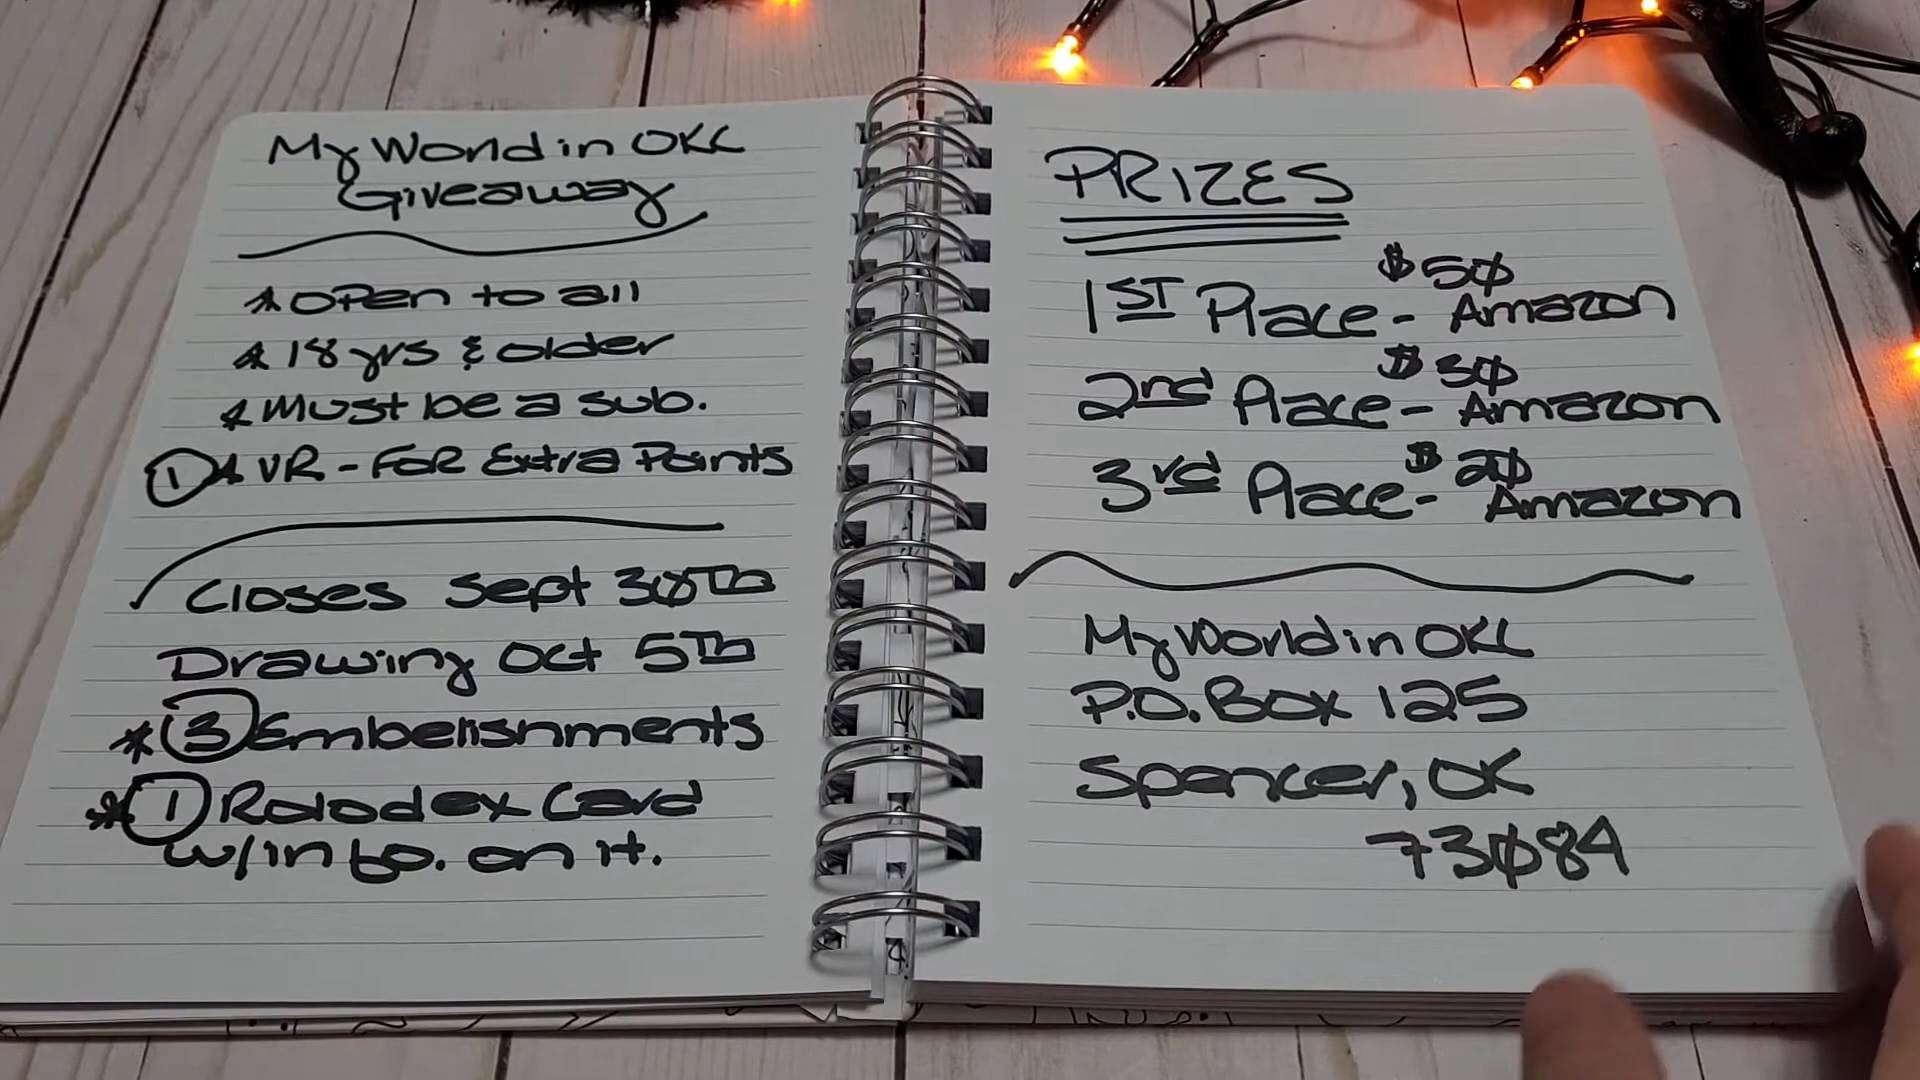 My World in OKC
Giveaway
* Open to all
* 18 yrs & older
* Must be a sub.
① * VR - For Extra Points
Closes Sept 30TH
Drawing Oct 5TH
* ③ Embelishments
* ① Rolodex Card
w/info. on it.
PRIZES
1ST Place - $50 Amazon
2nd Place - $30 Amazon
3rd Place - $20 Amazon
My World in OKC
P.O. Box 125
Spencer, OK
73084